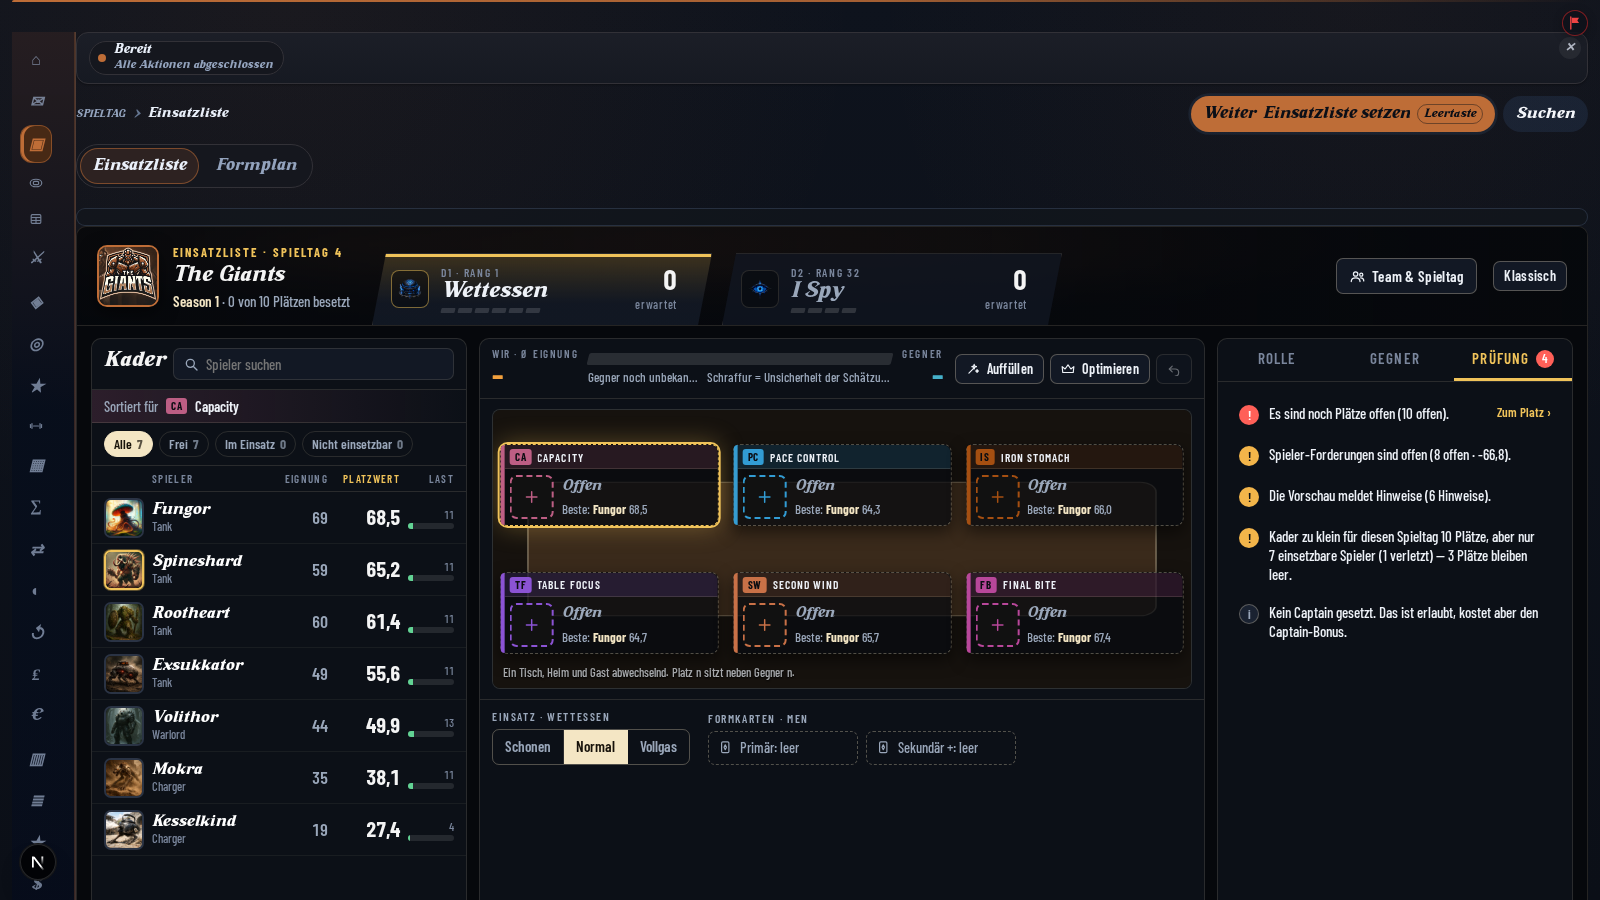 Bereit
Alle Aktionen abgeschlossen
SPIELTAG › Einsatzliste
Weiter Einsatzliste setzen Leertaste
Suchen
Einsatzliste
Formplan
THE GIANTS
EINSATZLISTE · SPIELTAG 4
The Giants
Season 1 · 0 von 10 Plätzen besetzt
D1 · RANG 1
Wettessen
0
erwartet
D2 · RANG 32
I Spy
0
erwartet
Team & Spieltag
Klassisch
Kader
Spieler suchen
Sortiert für CA Capacity
Alle 7
Frei 7
Im Einsatz 0
Nicht einsetzbar 0
SPIELER EIGNUNG PLATZWERT LAST
Fungor
Tank
69 68,5 11
Spineshard
Tank
59 65,2 11
Rootheart
Tank
60 61,4 11
Exsukkator
Tank
49 55,6 11
Volithor
Warlord
44 49,9 13
Mokra
Charger
35 38,1 11
Kesselkind
Charger
19 27,4 4
WIR · Ø EIGNUNG
GEGNER
Gegner noch unbekan... Schraffur = Unsicherheit der Schätzu...
Auffüllen
Optimieren
CA CAPACITY
Offen
Beste: Fungor 68,5
PC PACE CONTROL
Offen
Beste: Fungor 64,3
IS IRON STOMACH
Offen
Beste: Fungor 66,0
TF TABLE FOCUS
Offen
Beste: Fungor 64,7
SW SECOND WIND
Offen
Beste: Fungor 65,7
FB FINAL BITE
Offen
Beste: Fungor 67,4
Ein Tisch, Heim und Gast abwechselnd. Platz n sitzt neben Gegner n.
EINSATZ · WETTESSEN
Schonen
Normal
Vollgas
FORMKARTEN · MEN
Primär: leer
Sekundär +: leer
ROLLE
GEGNER
PRÜFUNG 4
Es sind noch Plätze offen (10 offen).
Zum Platz ›
Spieler-Forderungen sind offen (8 offen · -66,8).
Die Vorschau meldet Hinweise (6 Hinweise).
Kader zu klein für diesen Spieltag 10 Plätze, aber nur
7 einsetzbare Spieler (1 verletzt) — 3 Plätze bleiben
leer.
Kein Captain gesetzt. Das ist erlaubt, kostet aber den
Captain-Bonus.
N